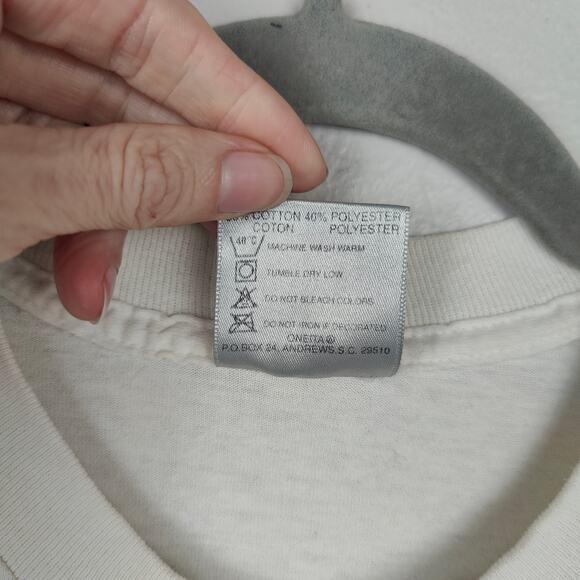 COTTON 40% POLYESTER
COTON POLYESTER
40°C MACHINE WASH WARM
TUMBLE DRY LOW
DO NOT BLEACH COLORS
DO NOT IRON IF DECORATED
ONEITA ®
P.O.BOX 24, ANDREWS,S.C. 29510